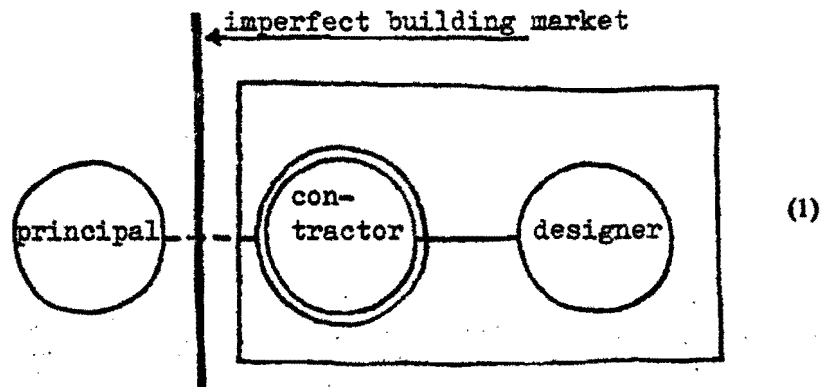 imperfect building market
principal
con-
tractor
designer
(1)